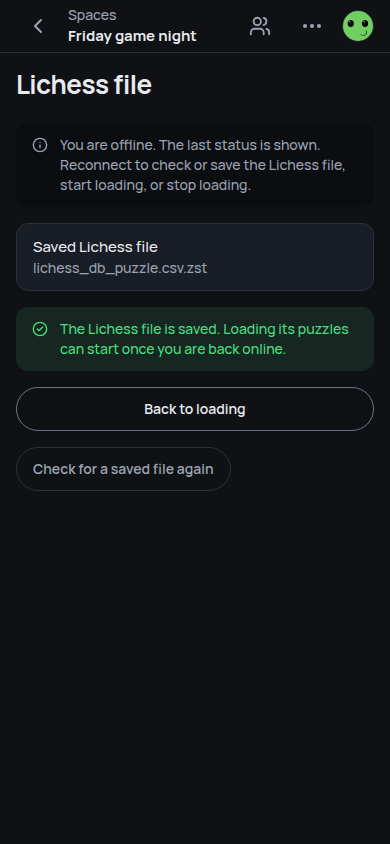 Spaces
Friday game night
Lichess file
You are offline. The last status is shown.
Reconnect to check or save the Lichess file,
start loading, or stop loading.
Saved Lichess file
lichess_db_puzzle.csv.zst
The Lichess file is saved. Loading its puzzles
can start once you are back online.
Back to loading
Check for a saved file again